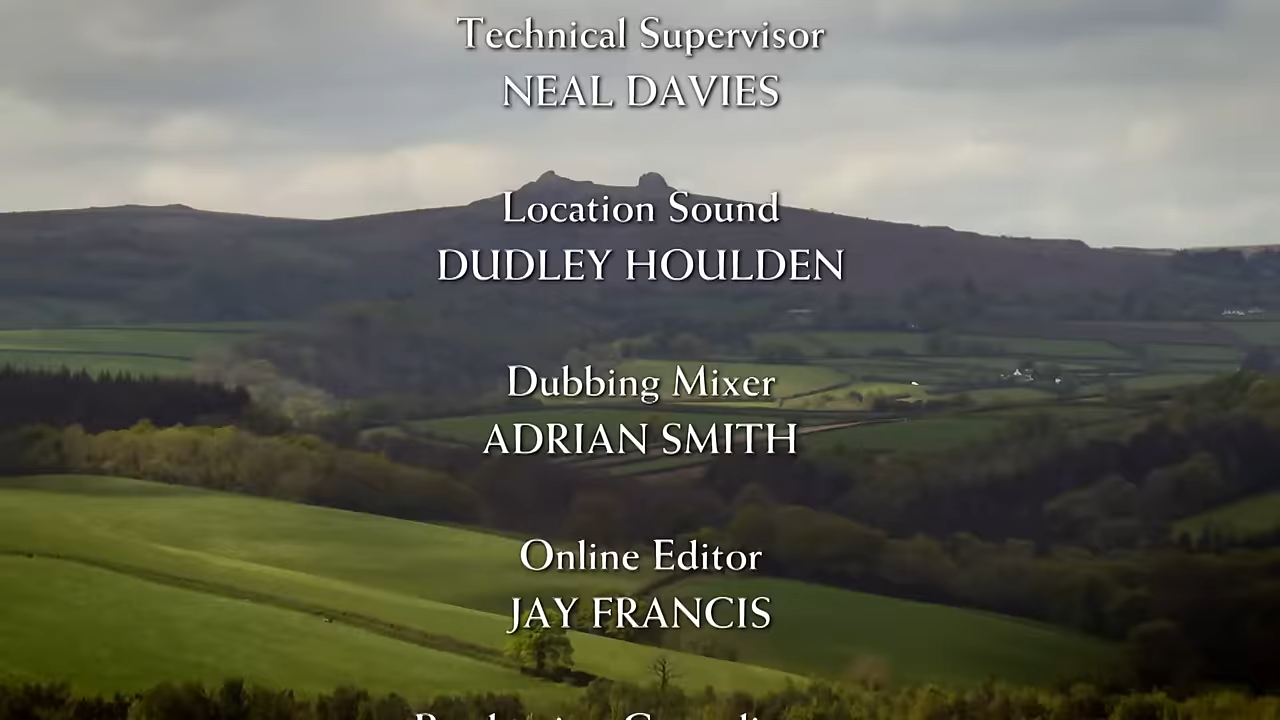 Technical Supervisor
NEAL DAVIES
Location Sound
DUDLEY HOULDEN
Dubbing Mixer
ADRIAN SMITH
Online Editor
JAY FRANCIS